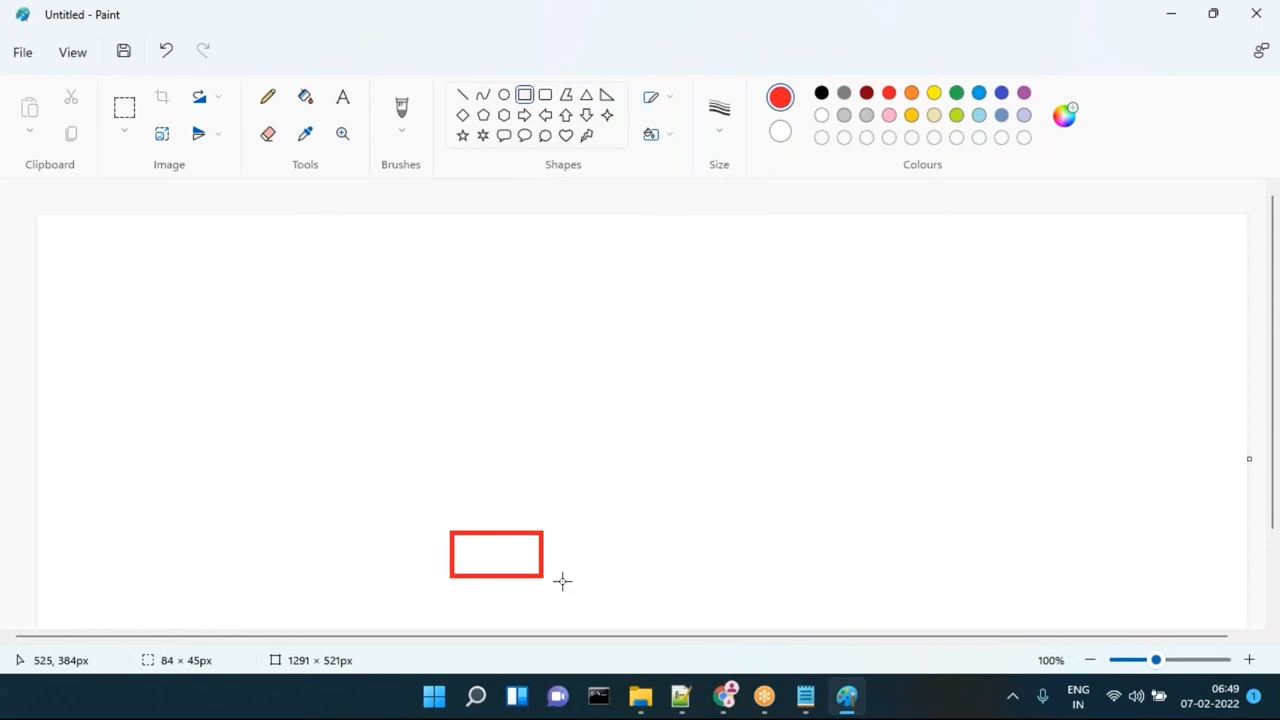 Untitled - Paint
File View
Clipboard Image Tools Brushes Shapes Size Colours
525, 384px 84 × 45px 1291 × 521px 100%
ENG 06:49
IN 07-02-2022 1